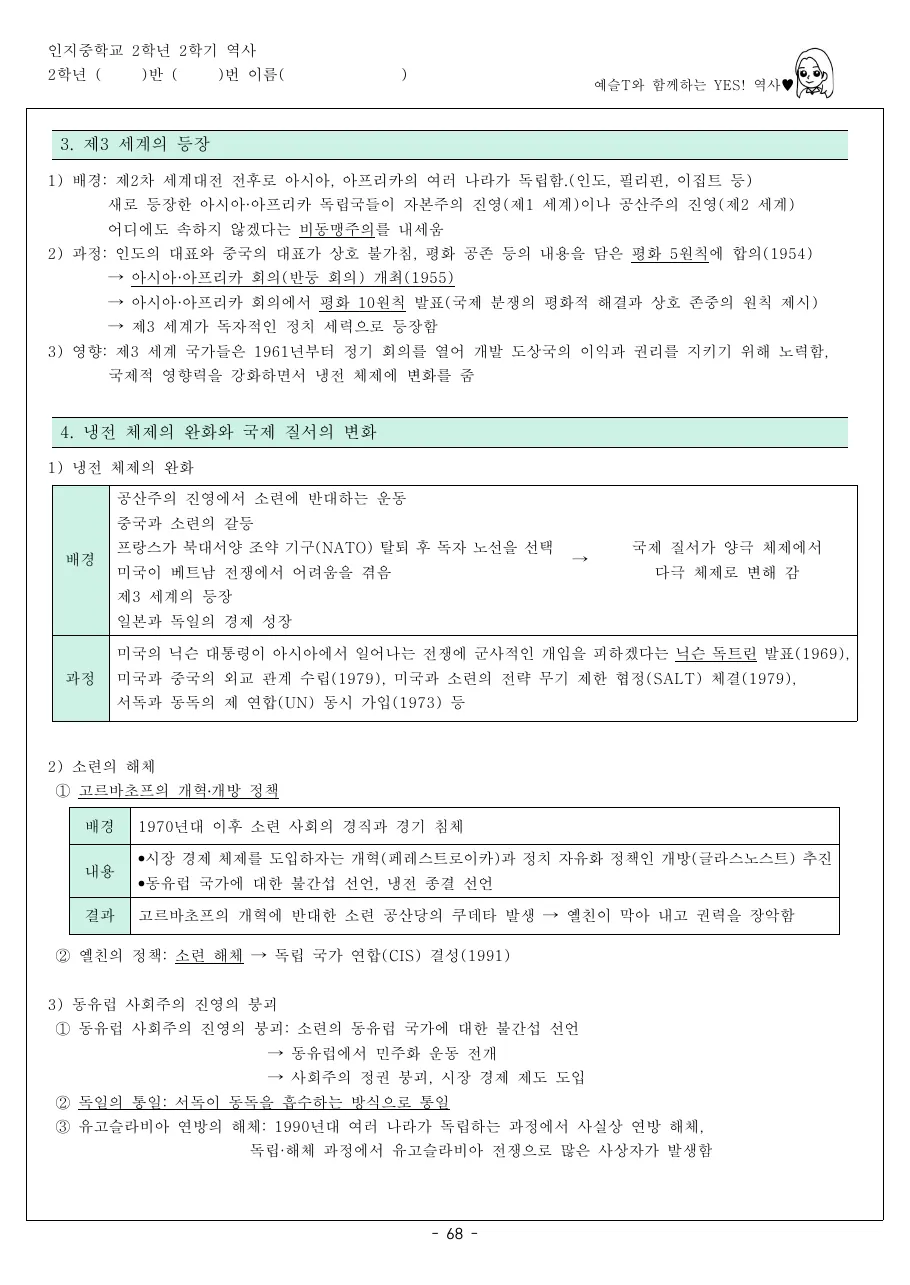 인지중학교 2학년 2학기 역사
2학년 (     )반 (     )번 이름(               )
예슬T와 함께하는 YES! 역사♥
3. 제3 세계의 등장
1) 배경: 제2차 세계대전 전후로 아시아, 아프리카의 여러 나라가 독립함.(인도, 필리핀, 이집트 등)
새로 등장한 아시아·아프리카 독립국들이 자본주의 진영(제1 세계)이나 공산주의 진영(제2 세계)
어디에도 속하지 않겠다는 비동맹주의를 내세움
2) 과정: 인도의 대표와 중국의 대표가 상호 불가침, 평화 공존 등의 내용을 담은 평화 5원칙에 합의(1954)
→ 아시아·아프리카 회의(반둥 회의) 개최(1955)
→ 아시아·아프리카 회의에서 평화 10원칙 발표(국제 분쟁의 평화적 해결과 상호 존중의 원칙 제시)
→ 제3 세계가 독자적인 정치 세력으로 등장함
3) 영향: 제3 세계 국가들은 1961년부터 정기 회의를 열어 개발 도상국의 이익과 권리를 지키기 위해 노력함,
국제적 영향력을 강화하면서 냉전 체제에 변화를 줌
4. 냉전 체제의 완화와 국제 질서의 변화
1) 냉전 체제의 완화
배경
공산주의 진영에서 소련에 반대하는 운동
중국과 소련의 갈등
프랑스가 북대서양 조약 기구(NATO) 탈퇴 후 독자 노선을 선택
미국이 베트남 전쟁에서 어려움을 겪음
제3 세계의 등장
일본과 독일의 경제 성장
→
국제 질서가 양극 체제에서
다극 체제로 변해 감
과정
미국의 닉슨 대통령이 아시아에서 일어나는 전쟁에 군사적인 개입을 피하겠다는 닉슨 독트린 발표(1969),
미국과 중국의 외교 관계 수립(1979), 미국과 소련의 전략 무기 제한 협정(SALT) 체결(1979),
서독과 동독의 제 연합(UN) 동시 가입(1973) 등
2) 소련의 해체
① 고르바초프의 개혁·개방 정책
배경
1970년대 이후 소련 사회의 경직과 경기 침체
내용
●시장 경제 체제를 도입하자는 개혁(페레스트로이카)과 정치 자유화 정책인 개방(글라스노스트) 추진
●동유럽 국가에 대한 불간섭 선언, 냉전 종결 선언
결과
고르바초프의 개혁에 반대한 소련 공산당의 쿠데타 발생 → 옐친이 막아 내고 권력을 장악함
② 옐친의 정책: 소련 해체 → 독립 국가 연합(CIS) 결성(1991)
3) 동유럽 사회주의 진영의 붕괴
① 동유럽 사회주의 진영의 붕괴: 소련의 동유럽 국가에 대한 불간섭 선언
→ 동유럽에서 민주화 운동 전개
→ 사회주의 정권 붕괴, 시장 경제 제도 도입
② 독일의 통일: 서독이 동독을 흡수하는 방식으로 통일
③ 유고슬라비아 연방의 해체: 1990년대 여러 나라가 독립하는 과정에서 사실상 연방 해체,
독립·해체 과정에서 유고슬라비아 전쟁으로 많은 사상자가 발생함
- 68 -